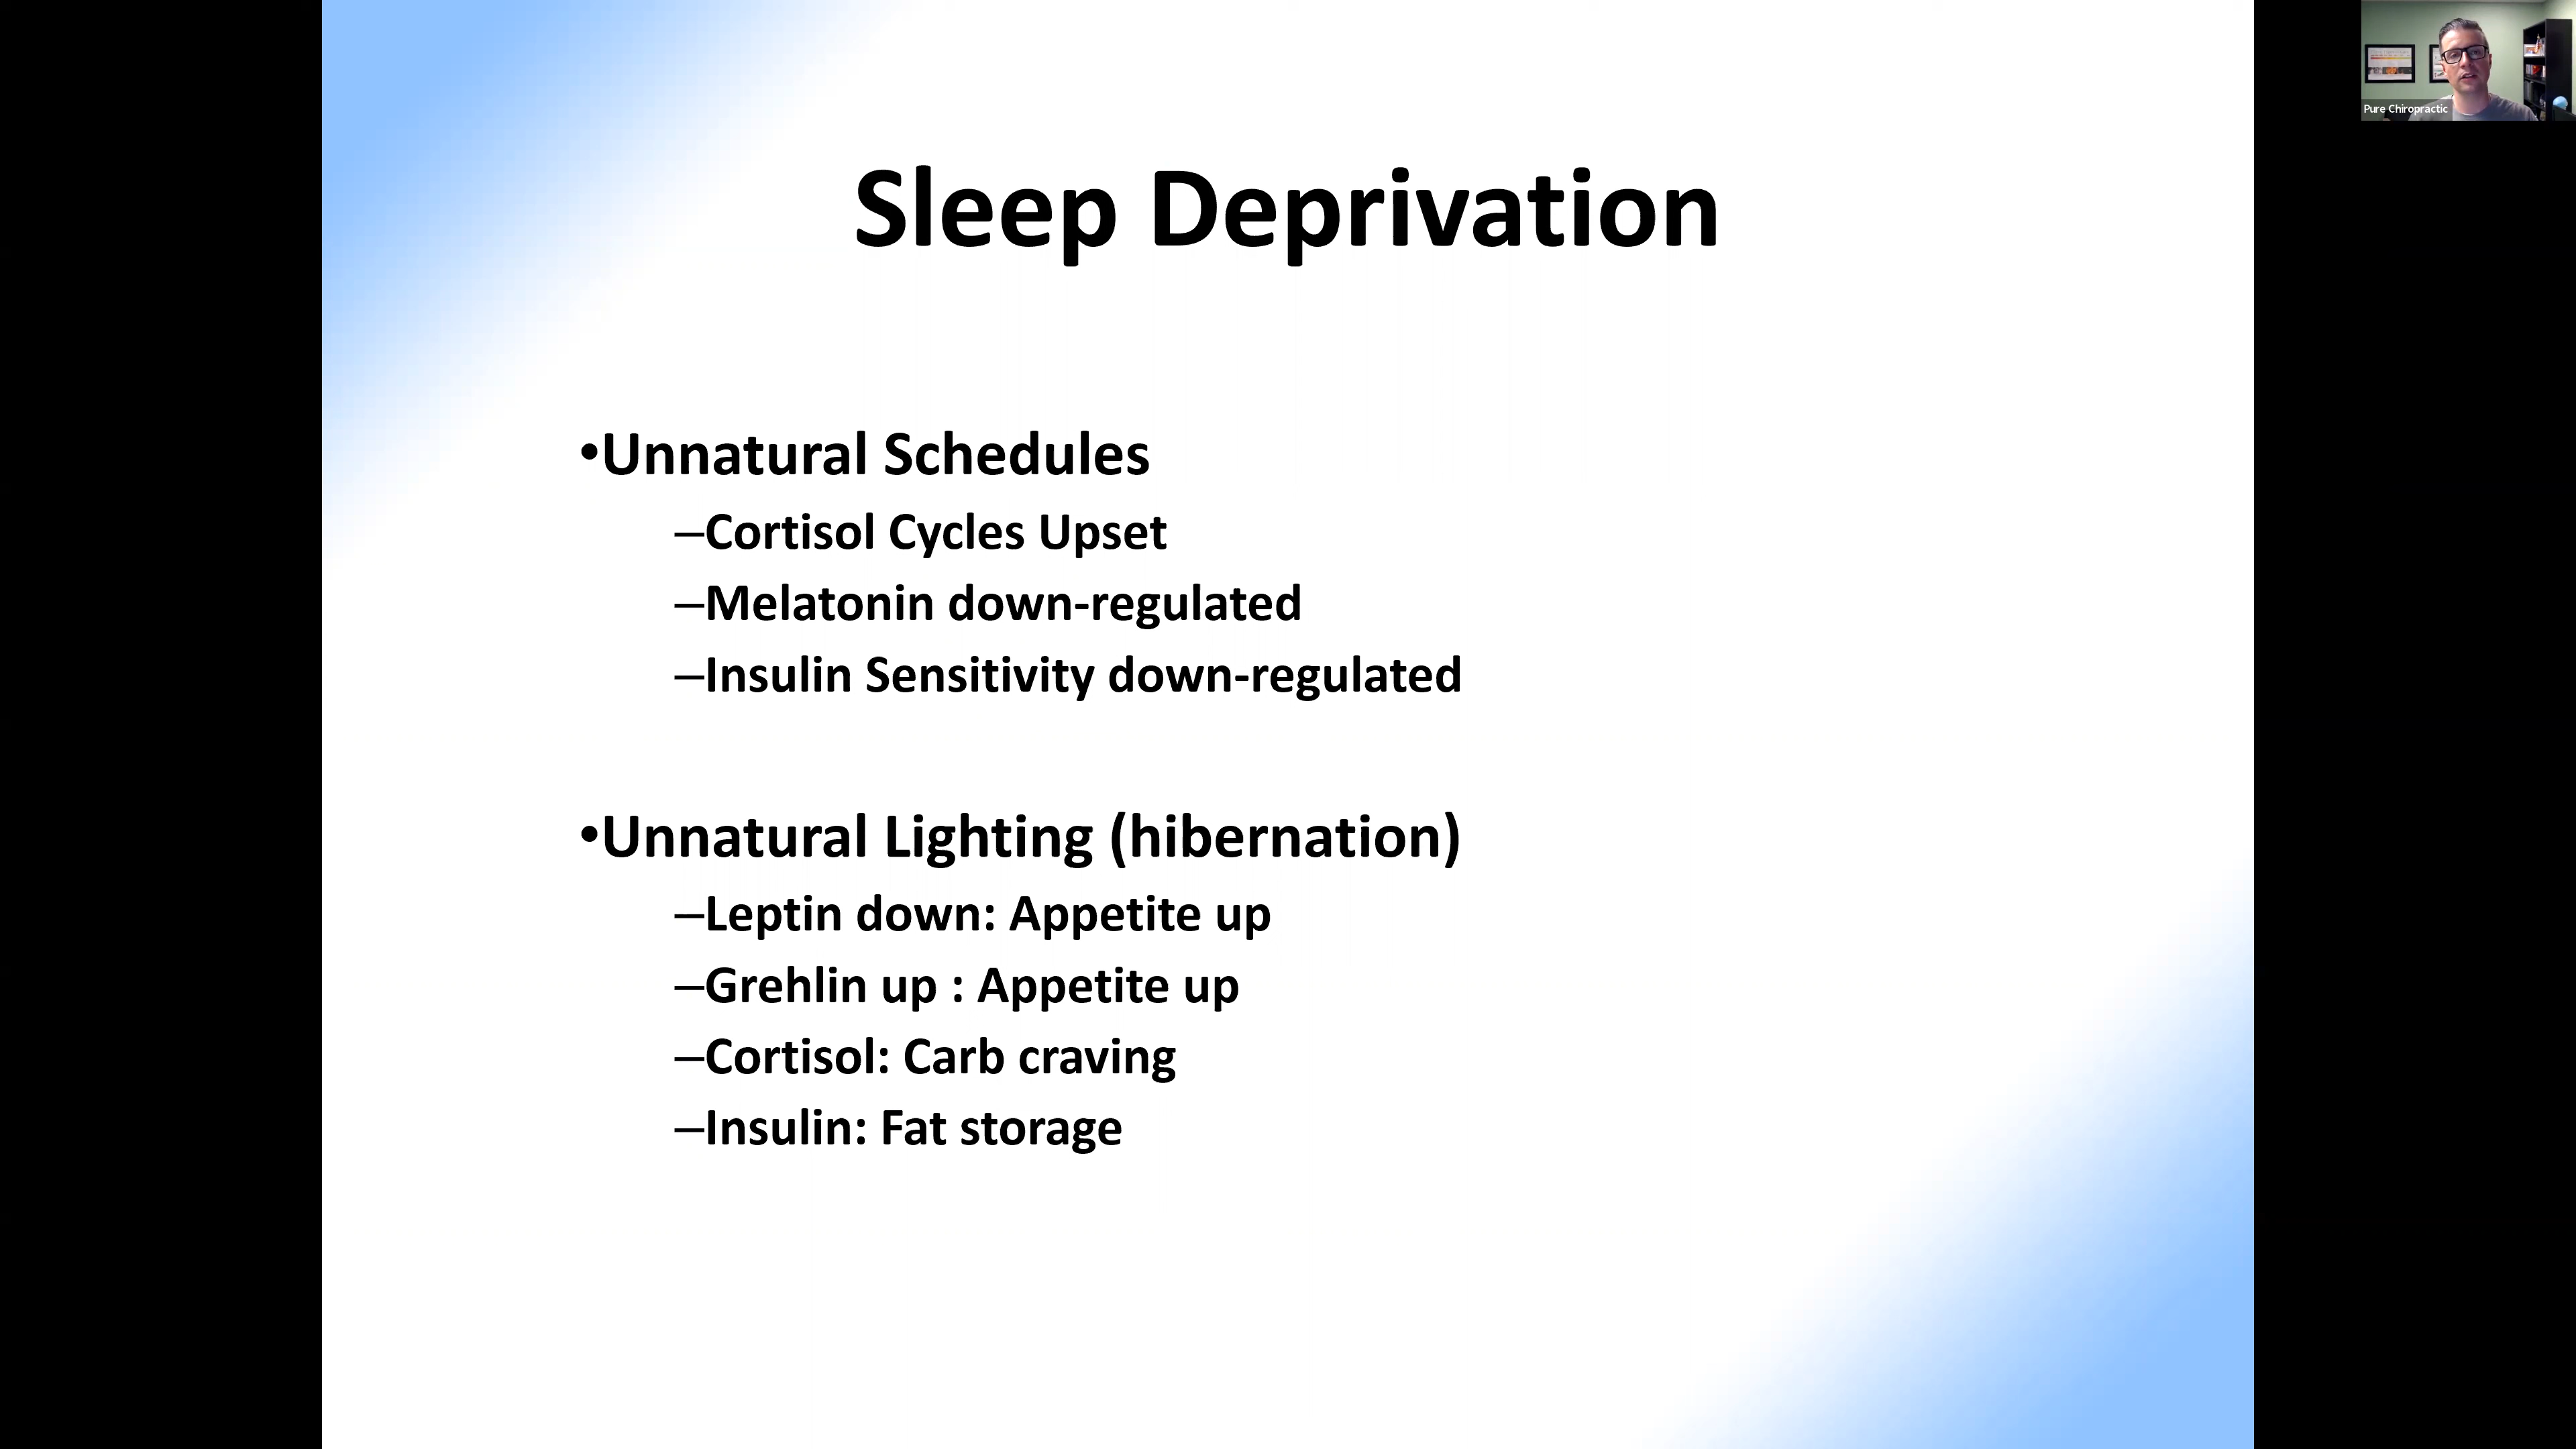 Pure Chiropractic
Sleep Deprivation
•Unnatural Schedules
–Cortisol Cycles Upset
–Melatonin down-regulated
–Insulin Sensitivity down-regulated
•Unnatural Lighting (hibernation)
–Leptin down: Appetite up
–Grehlin up : Appetite up
–Cortisol: Carb craving
–Insulin: Fat storage